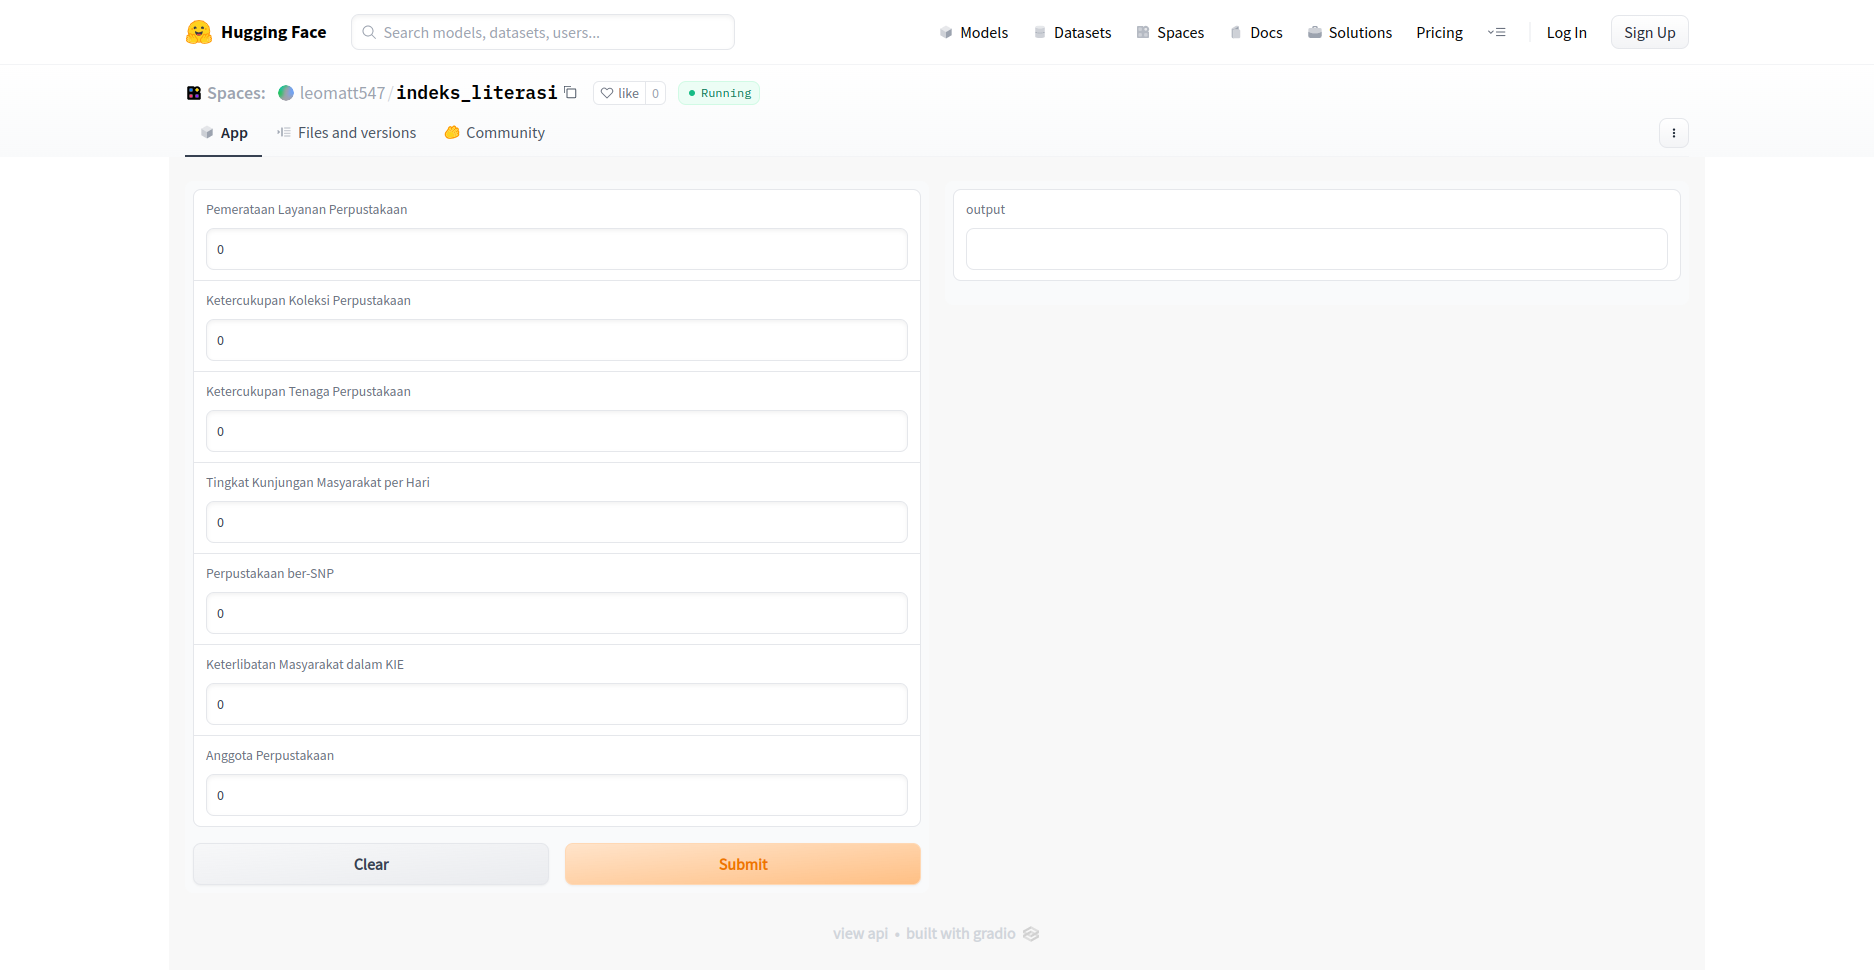 Hugging Face
Search models, datasets, users...
Models
Datasets
Spaces
Docs
Solutions
Pricing
Log In
Sign Up
Spaces:
leomatt547/indeks_literasi
like 0
Running
App
Files and versions
Community
Pemerataan Layanan Perpustakaan
0
Ketercukupan Koleksi Perpustakaan
0
Ketercukupan Tenaga Perpustakaan
0
Tingkat Kunjungan Masyarakat per Hari
0
Perpustakaan ber-SNP
0
Keterlibatan Masyarakat dalam KIE
0
Anggota Perpustakaan
0
Clear
Submit
output
view api • built with gradio